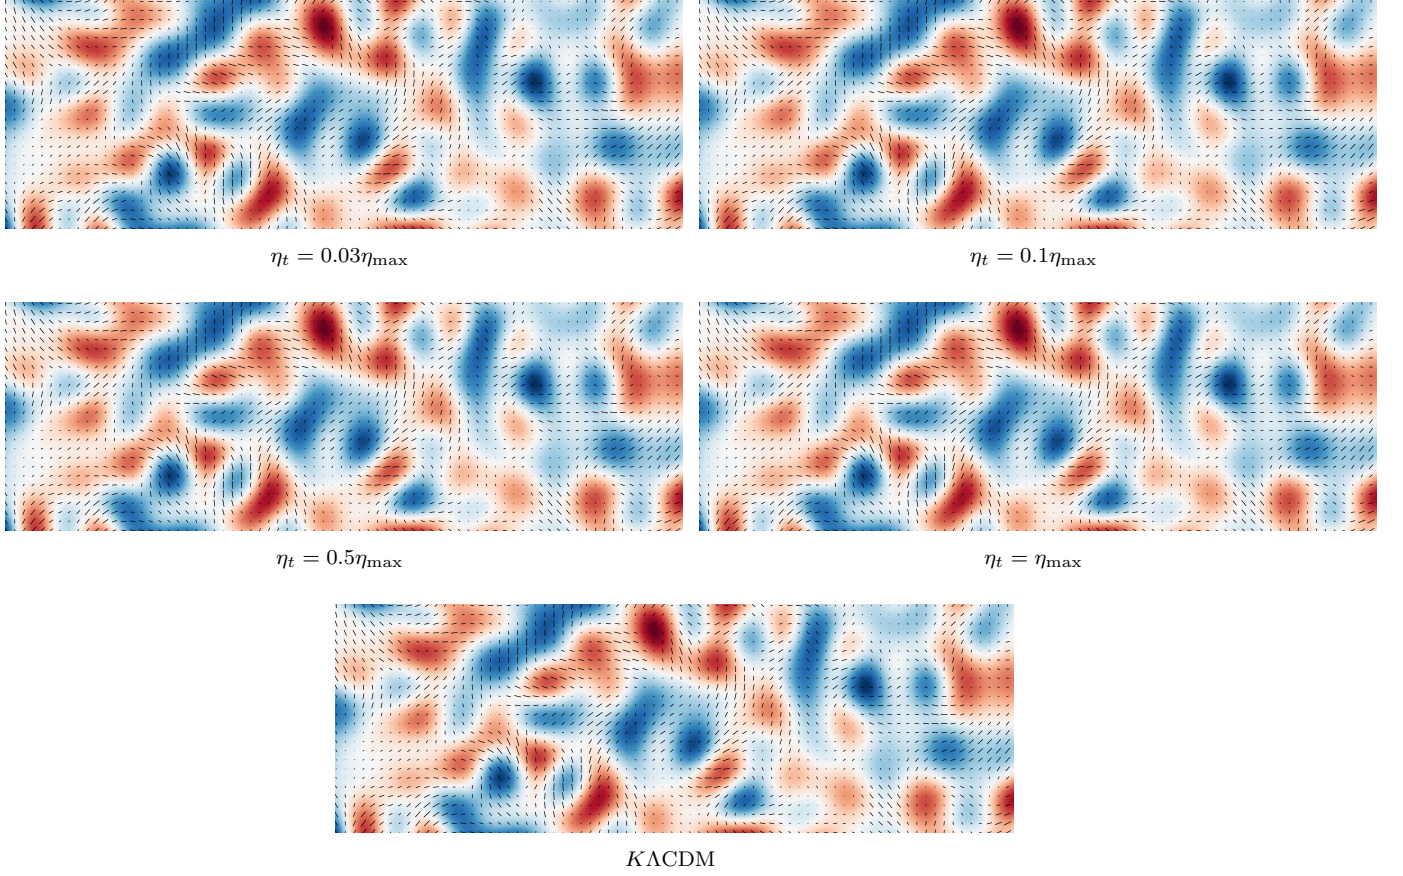 ηt = 0.03ηmax
ηt = 0.1ηmax
ηt = 0.5ηmax
ηt = ηmax
KΛCDM